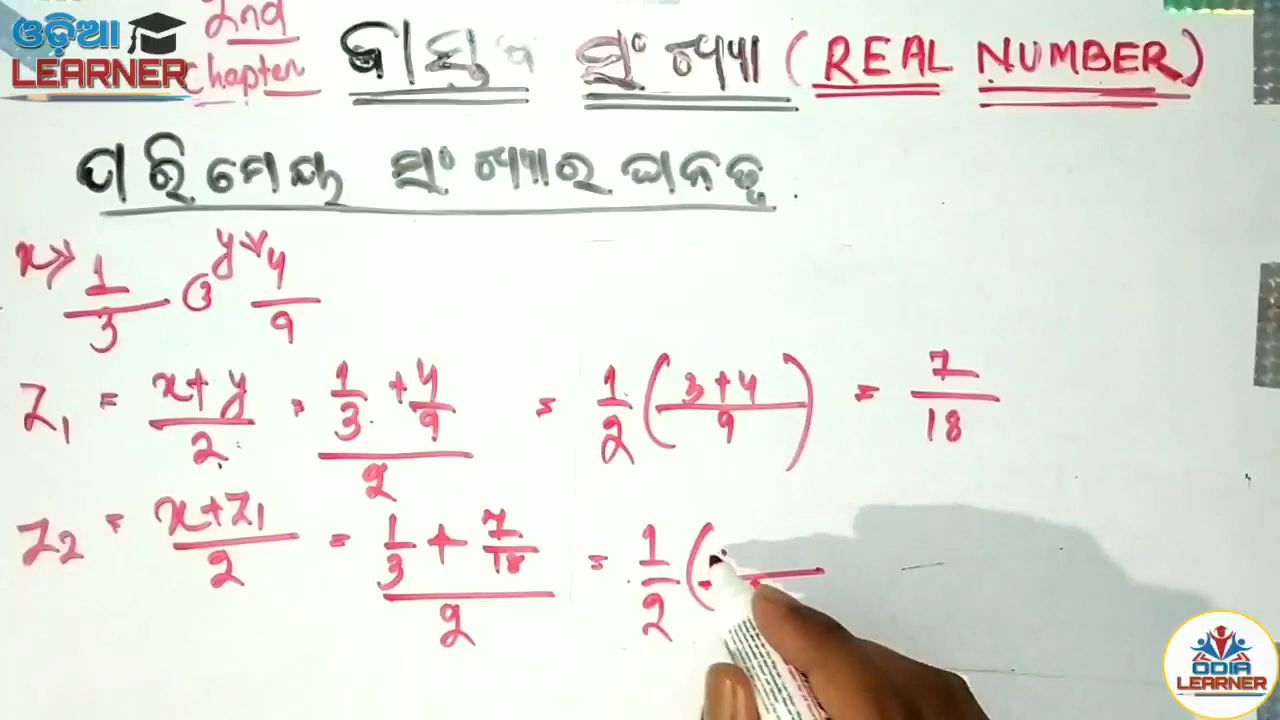 ଓଡ଼ିଆ
LEARNER
2nd
Chapter
ବାସ୍ତବ ସଂଖ୍ୟା (REAL NUMBER)
ପରିମେୟ ସଂଖ୍ୟାର ଘନତ୍ୱ
x→ 1/3 ଓ y→ 4/9
Z₁ = (x+y)/2 = (1/3 + 4/9)/2 = 1/2 ((3+4)/9) = 7/18
Z₂ = (x+Z₁)/2 = (1/3 + 7/18)/2 = 1/2 (
ODIA
LEARNER